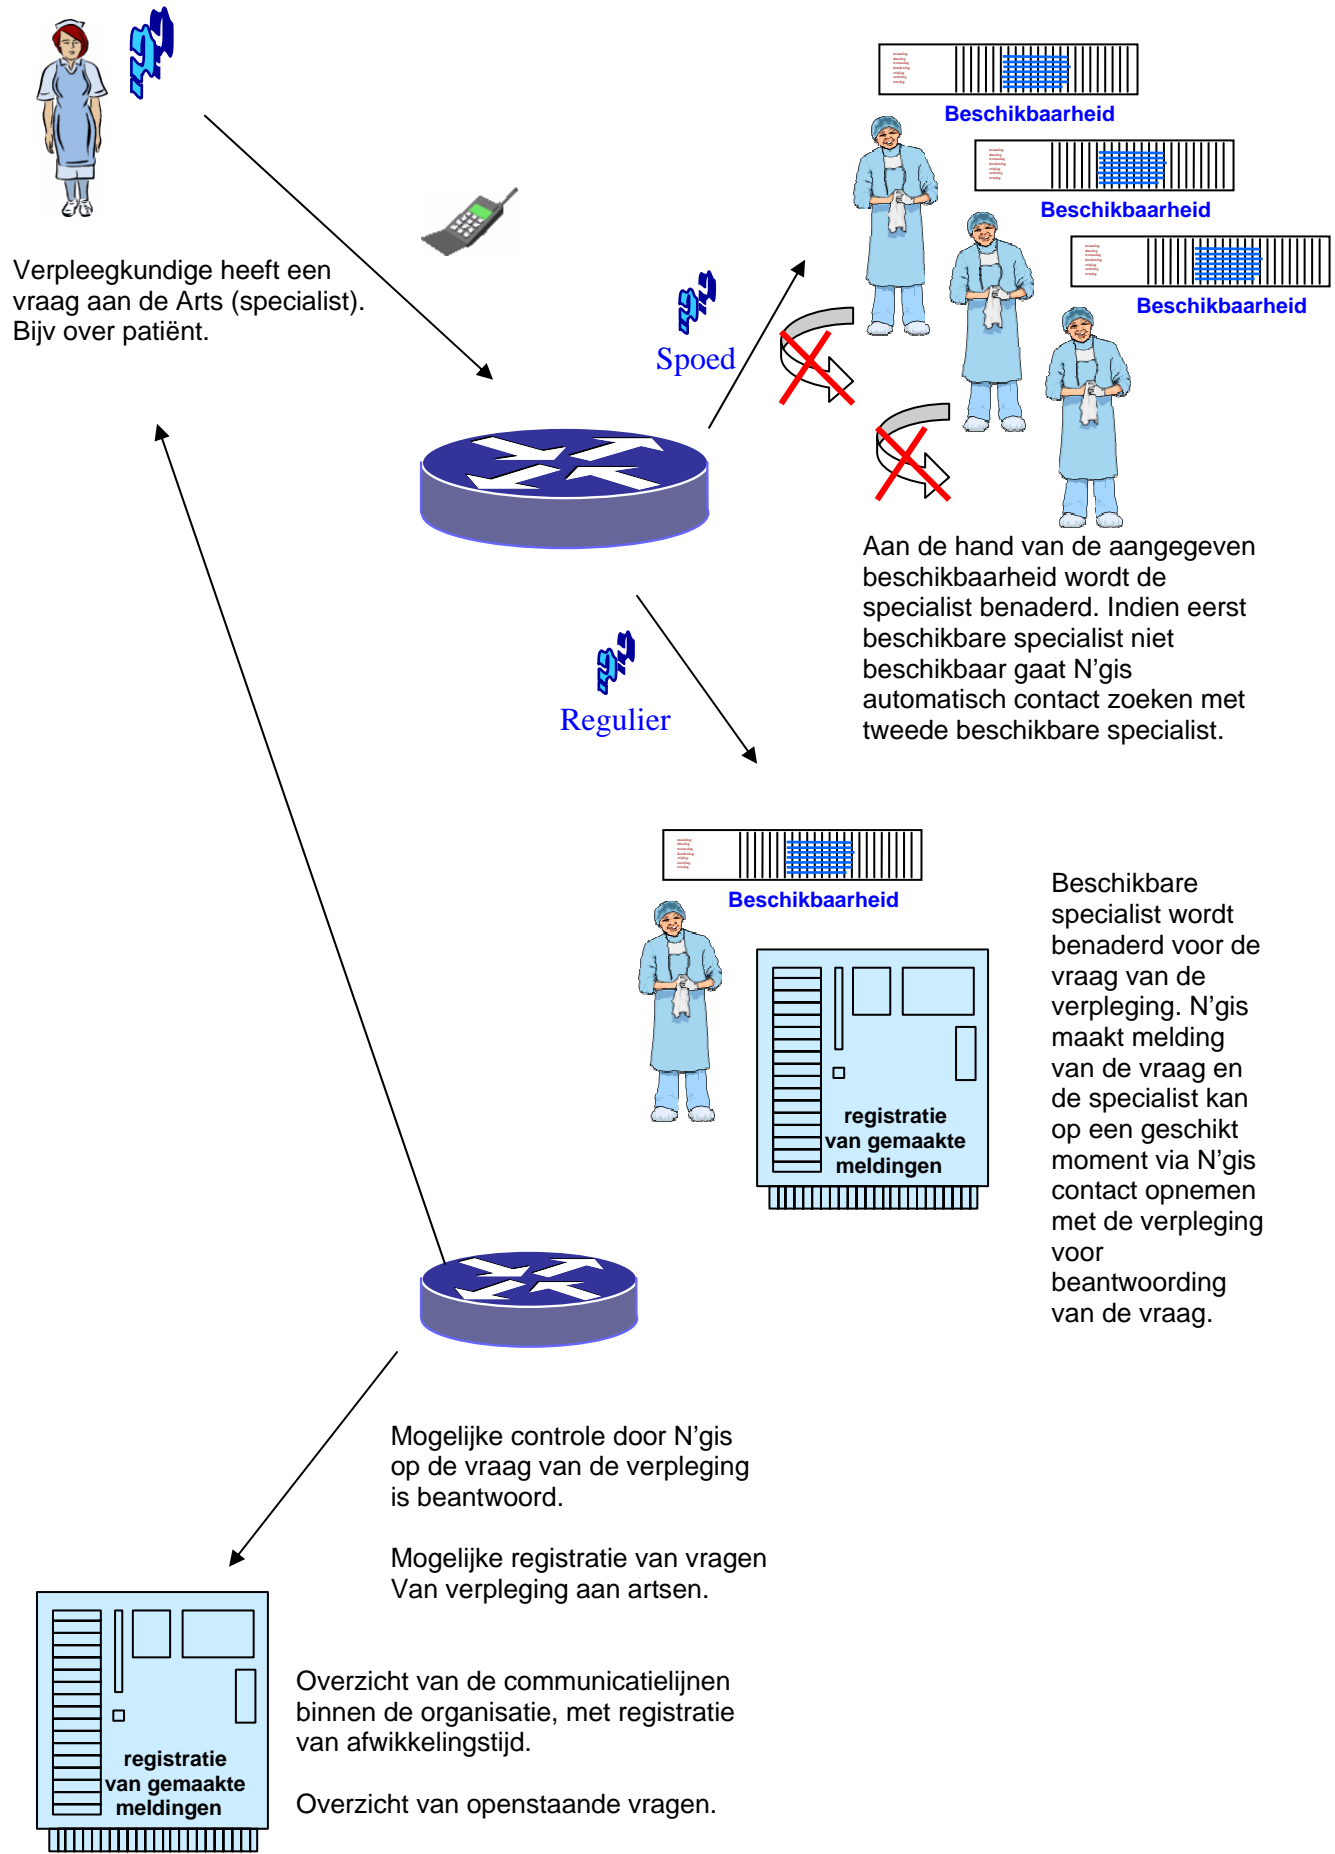 Beschikbaarheid
Beschikbaarheid
Beschikbaarheid
Verpleegkundige heeft een
vraag aan de Arts (specialist).
Bijv over patiënt.
Spoed
Aan de hand van de aangegeven
beschikbaarheid wordt de
specialist benaderd. Indien eerst
beschikbare specialist niet
beschikbaar gaat N'gis
automatisch contact zoeken met
tweede beschikbare specialist.
Regulier
Beschikbaarheid
Beschikbare
specialist wordt
benaderd voor de
vraag van de
verpleging. N'gis
maakt melding
van de vraag en
de specialist kan
op een geschikt
moment via N'gis
contact opnemen
met de verpleging
voor
beantwoording
van de vraag.
registratie
van gemaakte
meldingen
Mogelijke controle door N'gis
op de vraag van de verpleging
is beantwoord.
Mogelijke registratie van vragen
Van verpleging aan artsen.
registratie
van gemaakte
meldingen
Overzicht van de communicatielijnen
binnen de organisatie, met registratie
van afwikkelingstijd.
Overzicht van openstaande vragen.